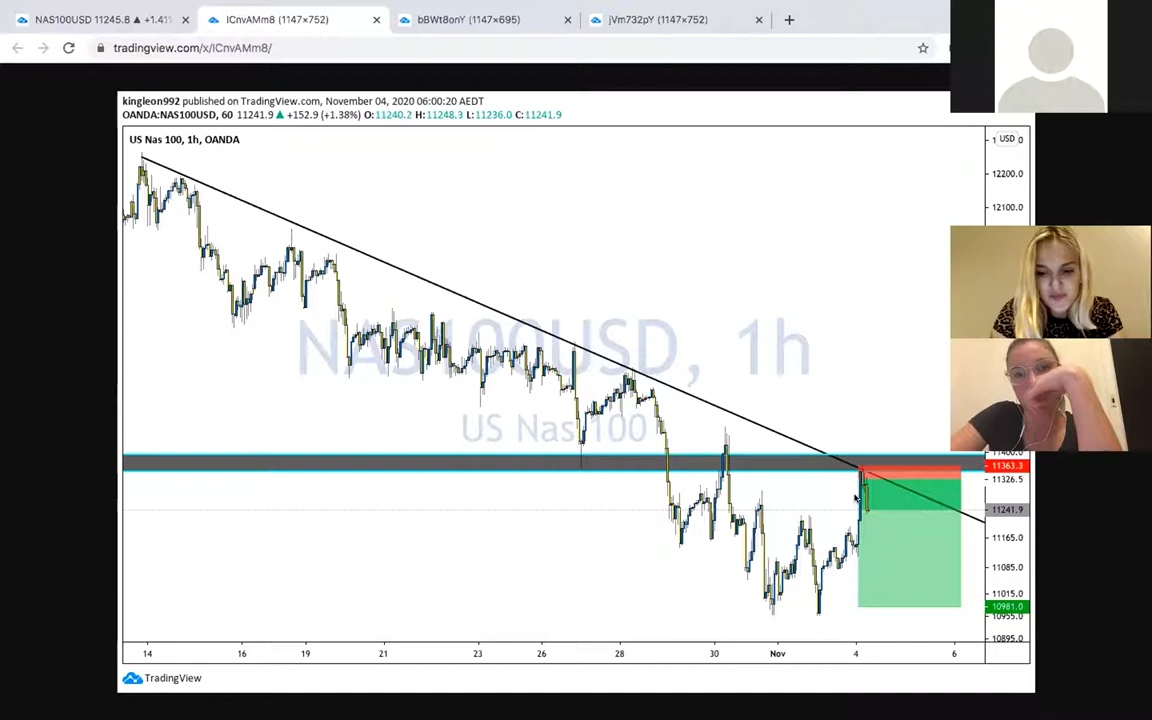 NAS100USD 11245.8 ▲ +1.41%
lCnvAMm8 (1147×752)
bBWt8onY (1147×695)
jVm732pY (1147×752)
tradingview.com/x/lCnvAMm8/
kingleon992 published on TradingView.com, November 04, 2020 06:00:20 AEDT
OANDA:NAS100USD, 60 11241.9 ▲ +152.9 (+1.38%) O:11240.2 H:11248.3 L:11236.0 C:11241.9
US Nas 100, 1h, OANDA
USD
12200.0
12100.0
NAS100USD, 1h
US Nas 100
11400.0
11363.3
11326.5
11241.9
11165.0
11085.0
11015.0
10981.0
10955.0
10895.0
14 16 19 21 23 26 28 30 Nov 4 6
TradingView